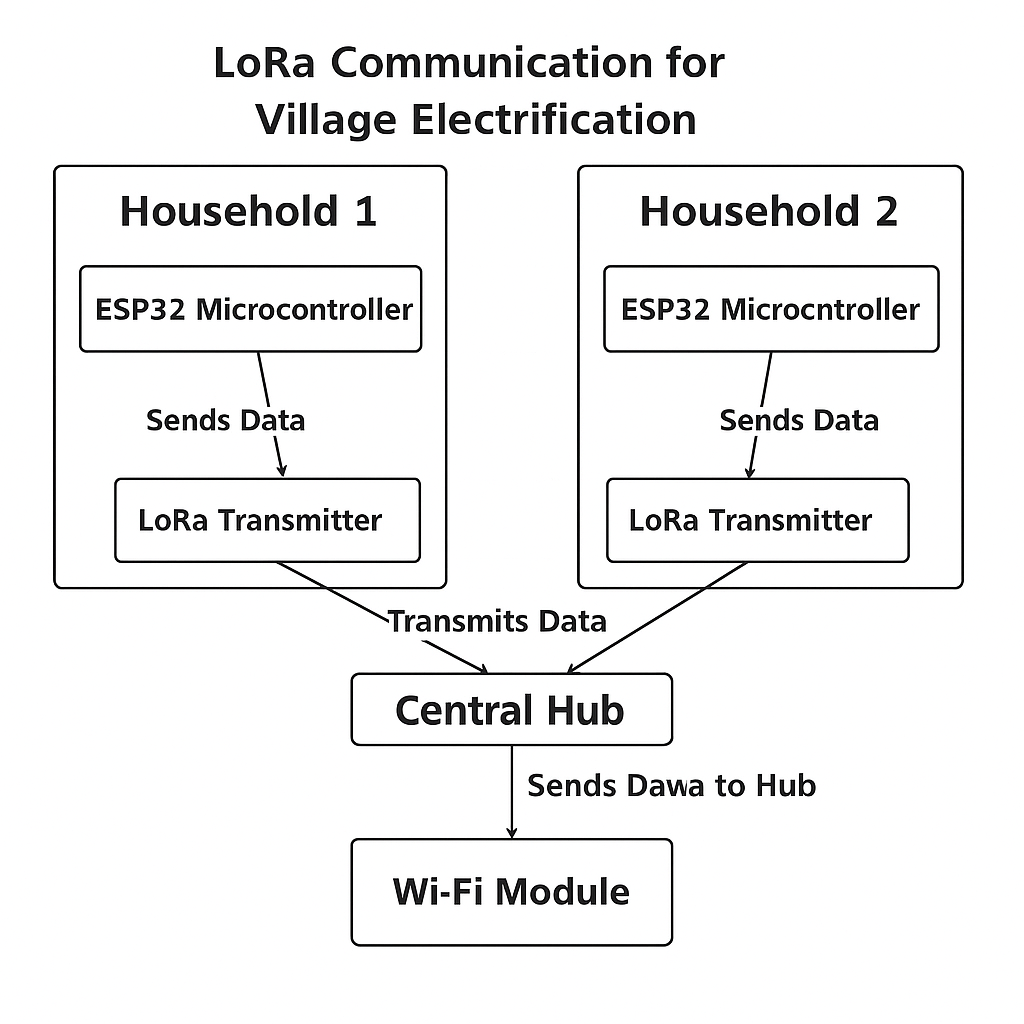 LoRa Communication for
Village Electrification
Household 1
ESP32 Microcontroller
Sends Data
LoRa Transmitter
Household 2
ESP32 Microcntroller
Sends Data
LoRa Transmitter
Transmits Data
Central Hub
Sends Dawa to Hub
Wi-Fi Module